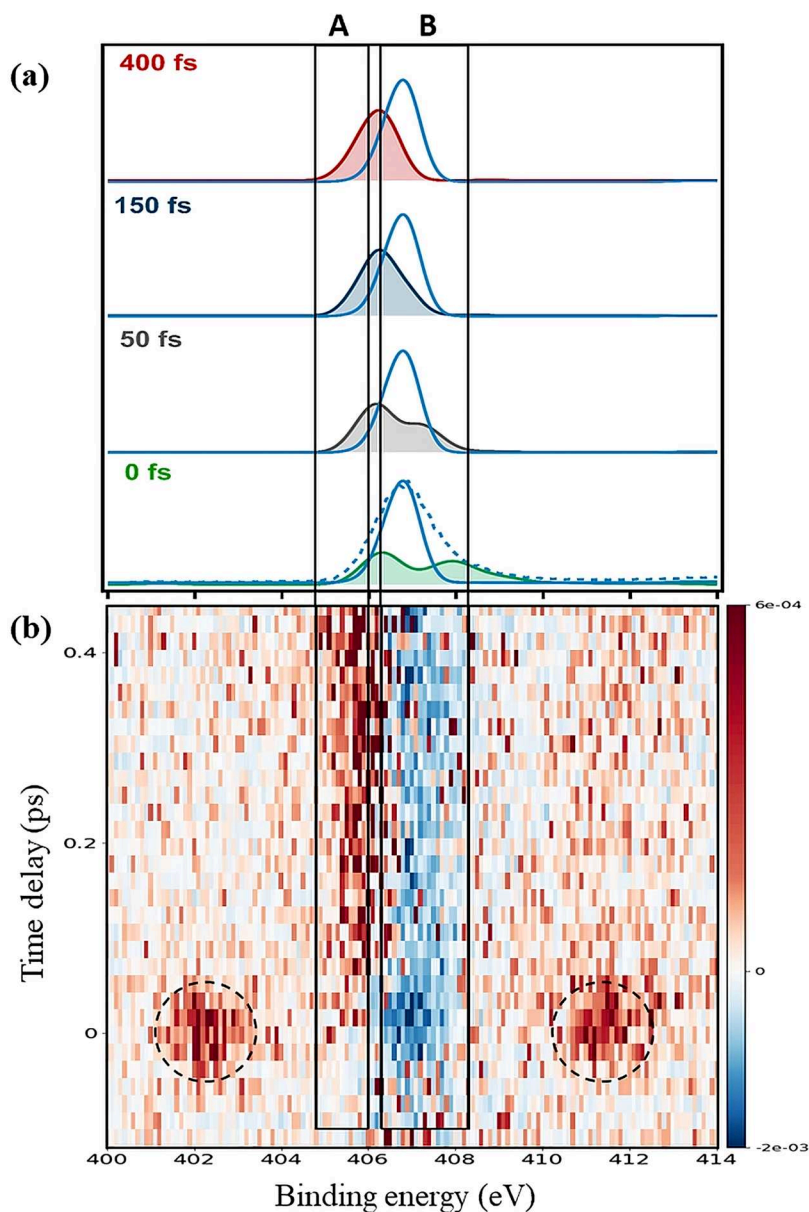 A B
(a)
400 fs
150 fs
50 fs
0 fs
(b)
6e-04
0.4
0.2
0
0
-2e-03
400 402 404 406 408 410 412 414
Time delay (ps)
Binding energy (eV)